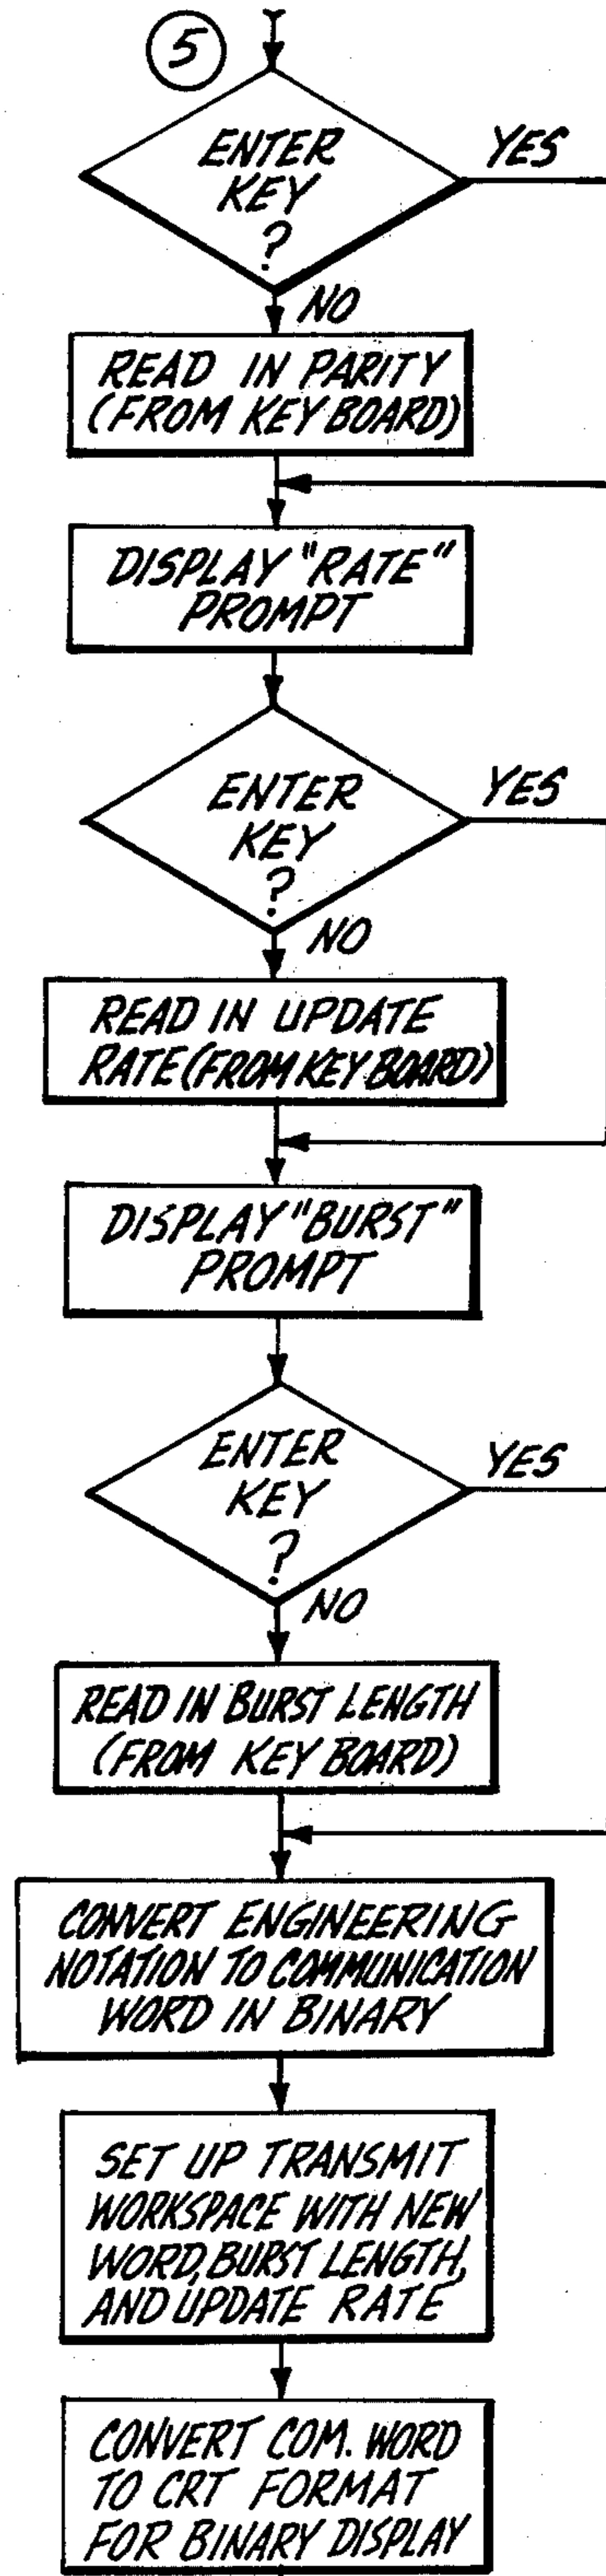 5
ENTER
KEY
?
YES
NO
READ IN PARITY
(FROM KEY BOARD)
DISPLAY "RATE"
PROMPT
ENTER
KEY
?
YES
NO
READ IN UPDATE
RATE (FROM KEY BOARD)
DISPLAY "BURST"
PROMPT
ENTER
KEY
?
YES
NO
READ IN BURST LENGTH
(FROM KEY BOARD)
CONVERT ENGINEERING
NOTATION TO COMMUNICATION
WORD IN BINARY
SET UP TRANSMIT
WORKSPACE WITH NEW
WORD, BURST LENGTH,
AND UPDATE RATE
CONVERT COM. WORD
TO CRT FORMAT
FOR BINARY DISPLAY